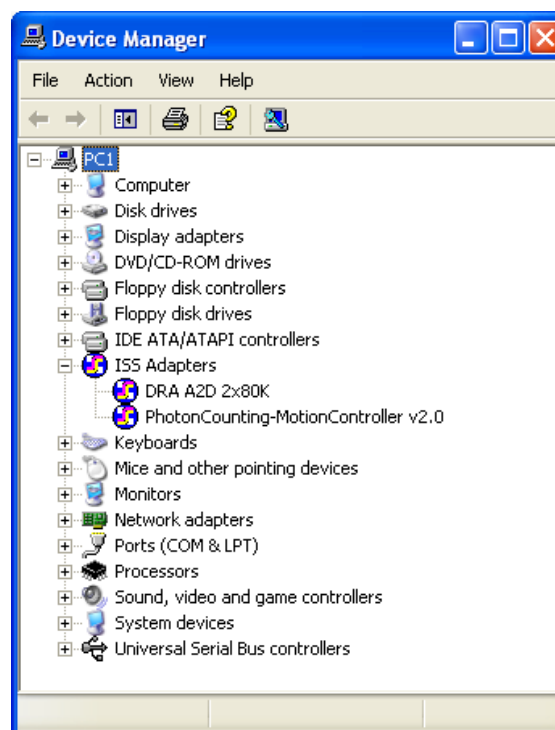 Device Manager
File Action View Help
PC1
Computer
Disk drives
Display adapters
DVD/CD-ROM drives
Floppy disk controllers
Floppy disk drives
IDE ATA/ATAPI controllers
ISS Adapters
DRA A2D 2x80K
PhotonCounting-MotionController v2.0
Keyboards
Mice and other pointing devices
Monitors
Network adapters
Ports (COM & LPT)
Processors
Sound, video and game controllers
System devices
Universal Serial Bus controllers